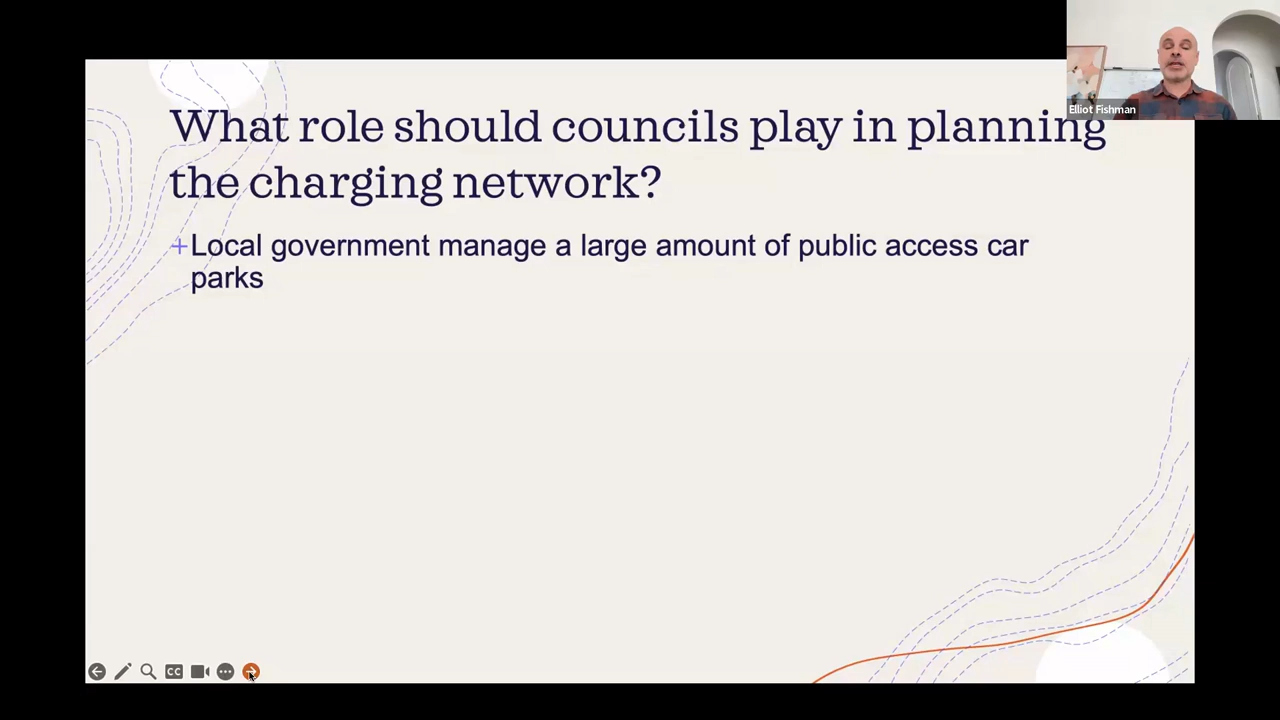 Elliot Fishman
What role should councils play in planning
the charging network?
+Local government manage a large amount of public access car
parks
CC